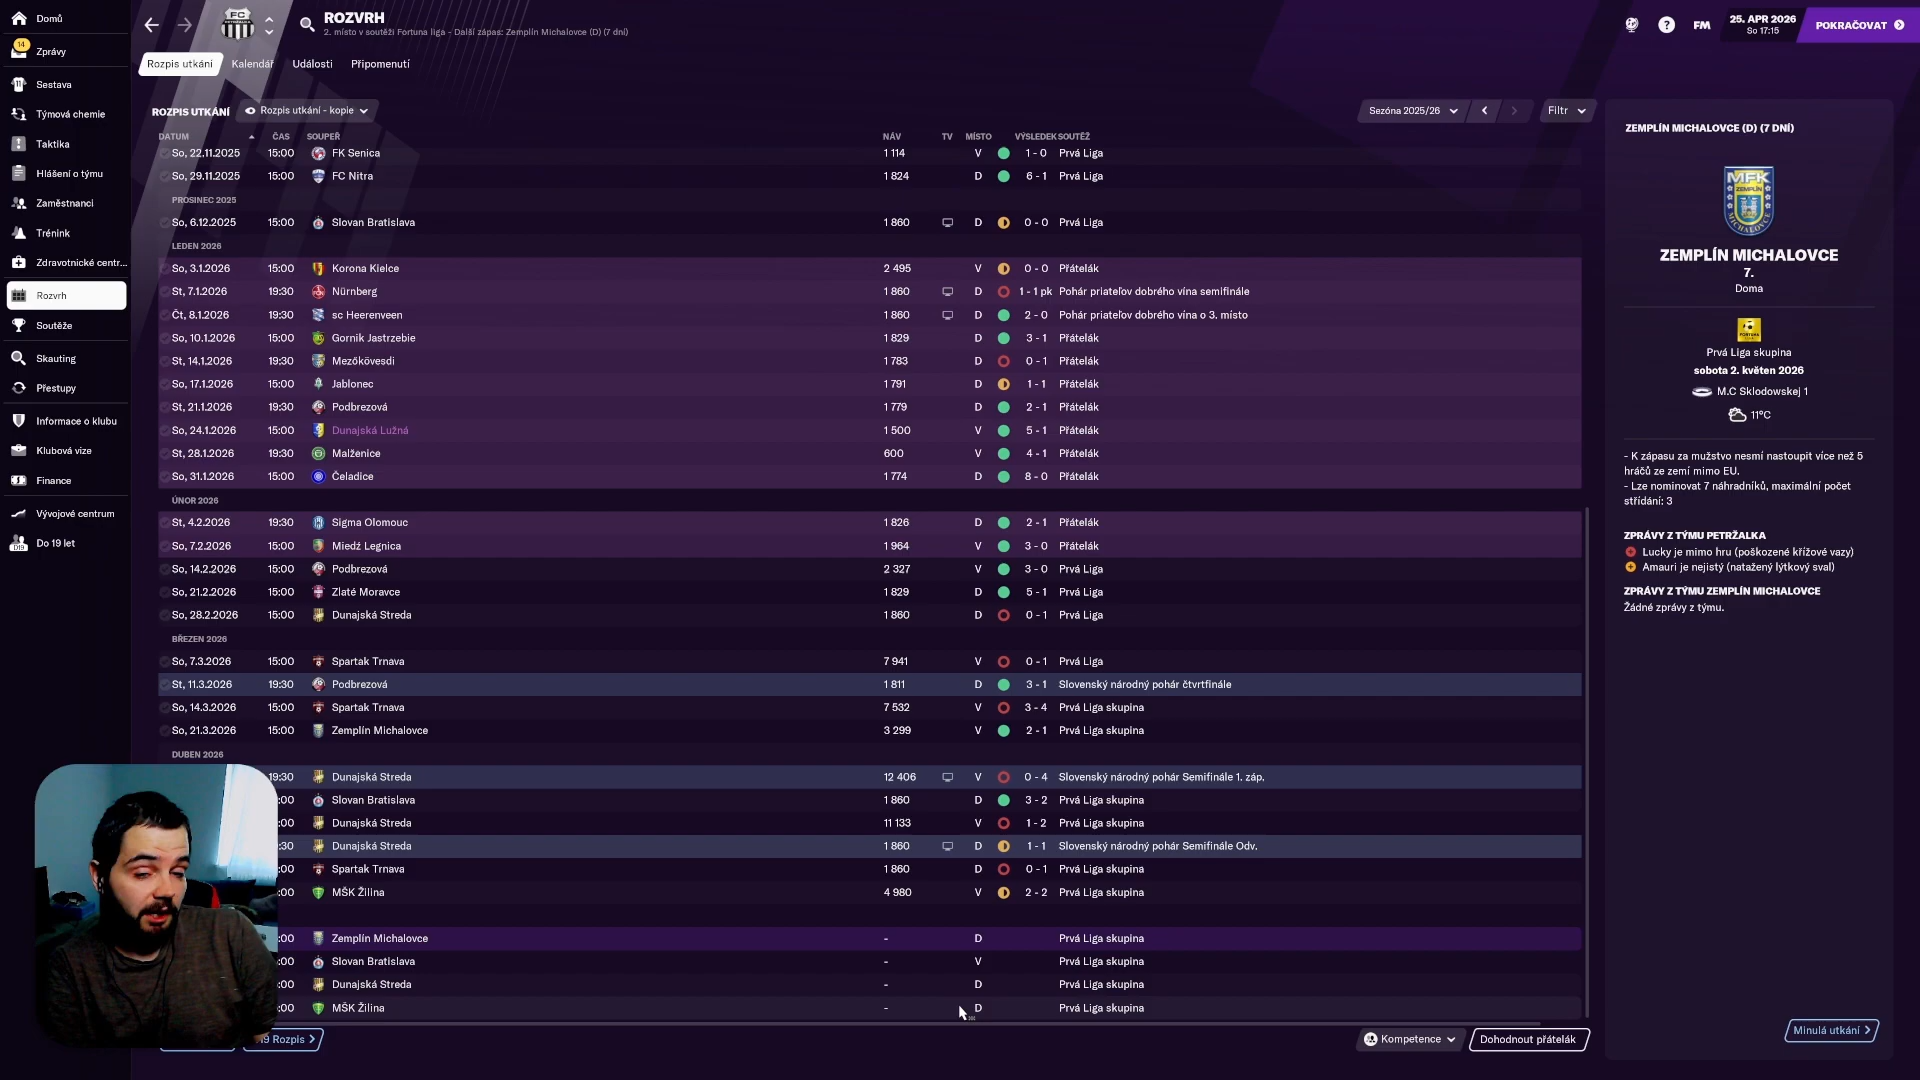 Domů
14
Zprávy
Sestava
Týmová chemie
Taktika
Hlášení o týmu
Zaměstnanci
Trénink
Zdravotnické centr...
Rozvrh
Soutěže
Skauting
Přestupy
Informace o klubu
Klubová vize
Finance
Vývojové centrum
Do 19 let
ROZVRH
2. místo v soutěži Fortuna liga - Další zápas: Zemplín Michalovce (D) (7 dní)
FM
25. APR 2026
So 17:15
POKRAČOVAT
Rozpis utkání Kalendář Události Připomenutí
ROZPIS UTKÁNÍ Rozpis utkání - kopie Sezóna 2025/26 Filtr
DATUM ČAS SOUPEŘ NÁV TV MÍSTO VÝSLEDEK SOUTĚŽ
So, 22.11.2025 15:00 FK Senica 1 114 V 1 - 0 Prvá Liga
So, 29.11.2025 15:00 FC Nitra 1 824 D 6 - 1 Prvá Liga
PROSINEC 2025
So, 6.12.2025 15:00 Slovan Bratislava 1 860 D 0 - 0 Prvá Liga
LEDEN 2026
So, 3.1.2026 15:00 Korona Kielce 2 495 V 0 - 0 Přátelák
St, 7.1.2026 19:30 Nürnberg 1 860 D 1 - 1 pk Pohár priateľov dobrého vína semifinále
Čt, 8.1.2026 19:30 sc Heerenveen 1 860 D 2 - 0 Pohár priateľov dobrého vína o 3. místo
So, 10.1.2026 15:00 Gornik Jastrzebie 1 829 D 3 - 1 Přátelák
St, 14.1.2026 19:30 Mezőkövesdi 1 783 D 0 - 1 Přátelák
So, 17.1.2026 15:00 Jablonec 1 791 D 1 - 1 Přátelák
St, 21.1.2026 19:30 Podbrezová 1 779 D 2 - 1 Přátelák
So, 24.1.2026 15:00 Dunajská Lužná 1 500 V 5 - 1 Přátelák
St, 28.1.2026 19:30 Malženice 600 V 4 - 1 Přátelák
So, 31.1.2026 15:00 Čeladice 1 774 D 8 - 0 Přátelák
ÚNOR 2026
St, 4.2.2026 19:30 Sigma Olomouc 1 826 D 2 - 1 Přátelák
So, 7.2.2026 15:00 Miedź Legnica 1 964 V 3 - 0 Přátelák
So, 14.2.2026 15:00 Podbrezová 2 327 V 3 - 0 Prvá Liga
So, 21.2.2026 15:00 Zlaté Moravce 1 829 D 5 - 1 Prvá Liga
So, 28.2.2026 15:00 Dunajská Streda 1 860 D 0 - 1 Prvá Liga
BŘEZEN 2026
So, 7.3.2026 15:00 Spartak Trnava 7 941 V 0 - 1 Prvá Liga
St, 11.3.2026 19:30 Podbrezová 1 811 D 3 - 1 Slovenský národný pohár čtvrtfinále
So, 14.3.2026 15:00 Spartak Trnava 7 532 V 3 - 4 Prvá Liga skupina
So, 21.3.2026 15:00 Zemplín Michalovce 3 299 V 2 - 1 Prvá Liga skupina
DUBEN 2026
19:30 Dunajská Streda 12 406 V 0 - 4 Slovenský národný pohár Semifinále 1. záp.
:00 Slovan Bratislava 1 860 D 3 - 2 Prvá Liga skupina
:00 Dunajská Streda 11 133 V 1 - 2 Prvá Liga skupina
:30 Dunajská Streda 1 860 D 1 - 1 Slovenský národný pohár Semifinále Odv.
:00 Spartak Trnava 1 860 D 0 - 1 Prvá Liga skupina
:00 MŠK Žilina 4 980 V 2 - 2 Prvá Liga skupina
:00 Zemplín Michalovce - D Prvá Liga skupina
:00 Slovan Bratislava - V Prvá Liga skupina
:00 Dunajská Streda - D Prvá Liga skupina
:00 MŠK Žilina - D Prvá Liga skupina
19 Rozpis Kompetence Dohodnout přátelák
ZEMPLÍN MICHALOVCE (D) (7 DNÍ)
MFK
ZEMPLÍN
MICHALOVCE
ZEMPLÍN MICHALOVCE
7.
Doma
FORTUNA
Prvá Liga skupina
sobota 2. květen 2026
M.C Sklodowskej 1
11°C
- K zápasu za mužstvo nesmí nastoupit více než 5
hráčů ze zemí mimo EU.
- Lze nominovat 7 náhradníků, maximální počet
střídání: 3
ZPRÁVY Z TÝMU PETRŽALKA
Lucky je mimo hru (poškozené křížové vazy)
Amauri je nejistý (natažený lýtkový sval)
ZPRÁVY Z TÝMU ZEMPLÍN MICHALOVCE
Žádné zprávy z týmu.
Minulá utkání